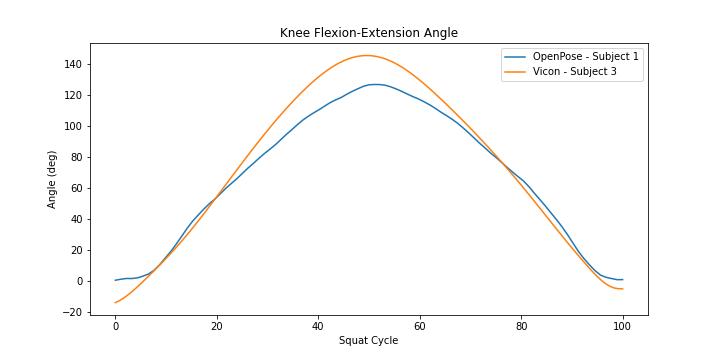 Knee Flexion-Extension Angle
OpenPose - Subject 1
Vicon - Subject 3
140
120
100
80
60
40
20
0
−20
Angle (deg)
0 20 40 60 80 100
Squat Cycle